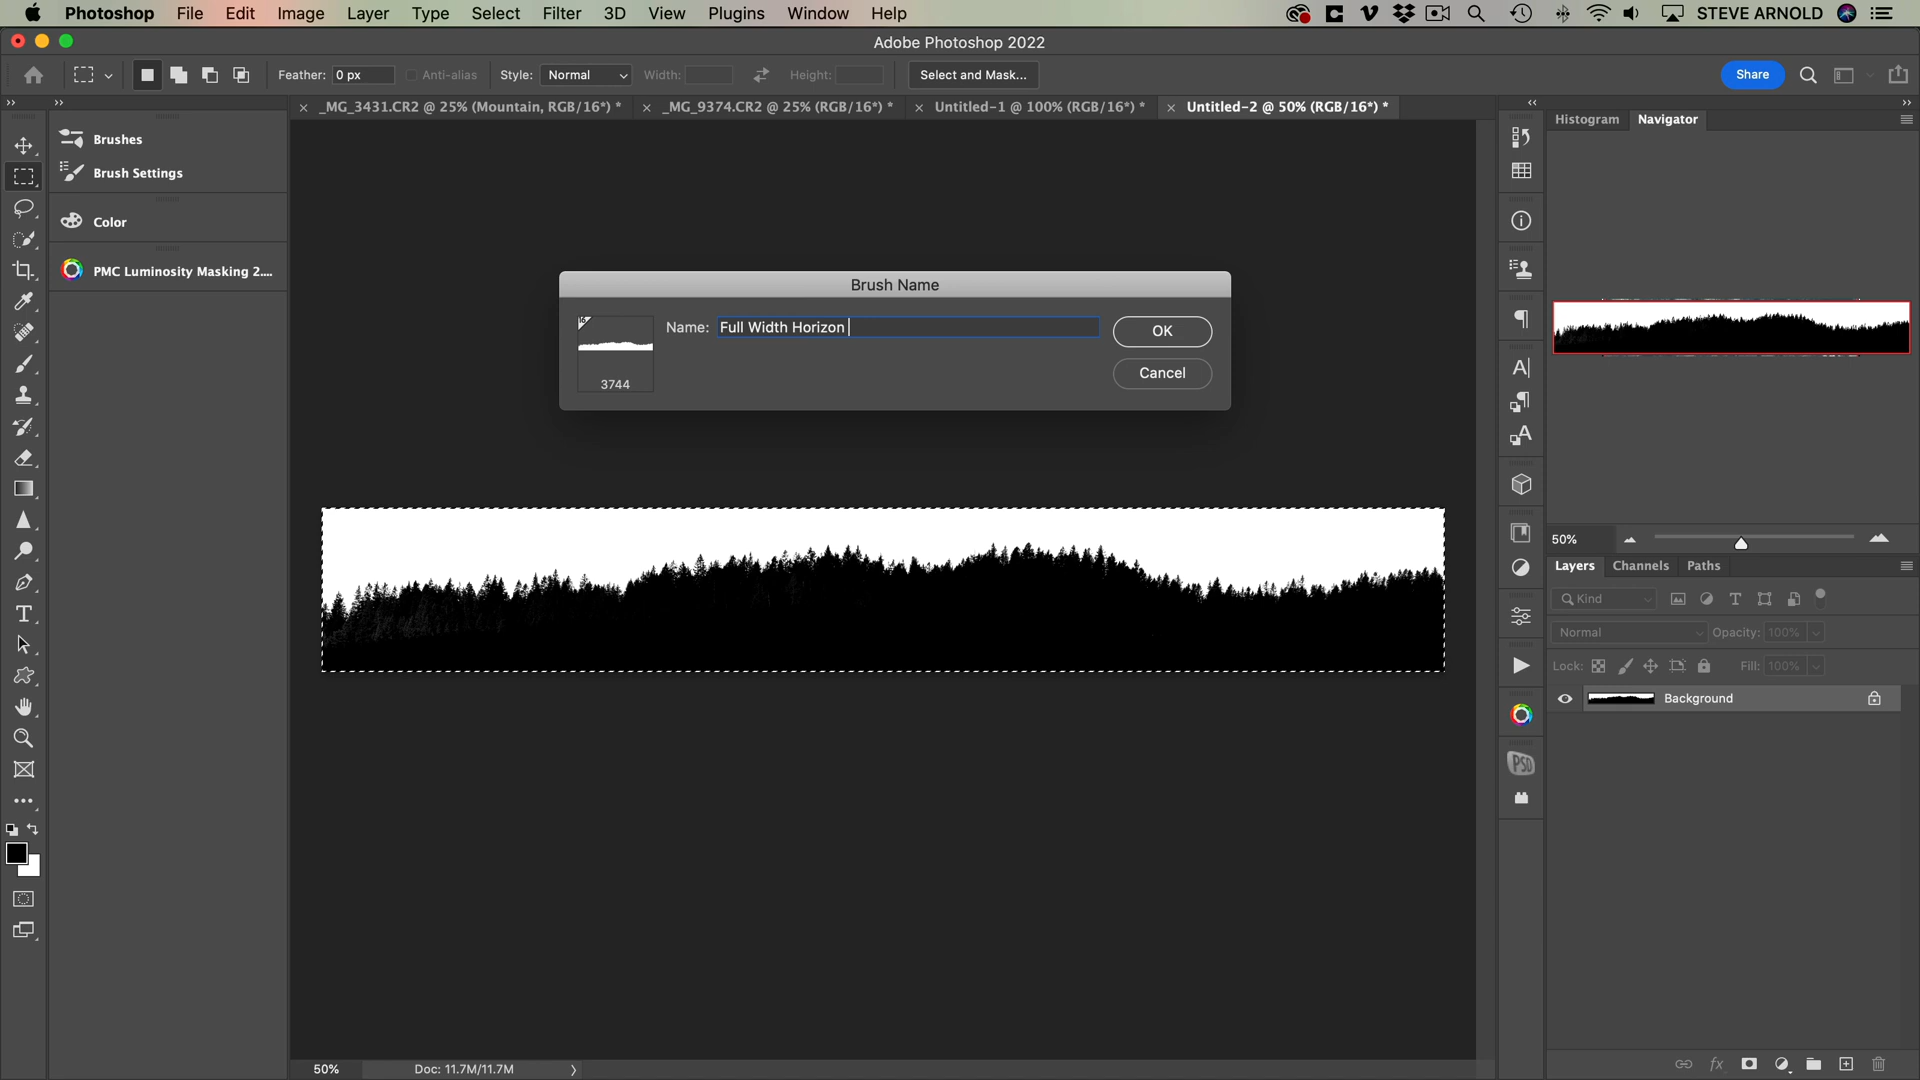 Photoshop File Edit Image Layer Type Select Filter 3D View Plugins Window Help STEVE ARNOLD
Adobe Photoshop 2022
Feather: 0 px Anti-alias Style: Normal Width: Height: Select and Mask... Share
_MG_3431.CR2 @ 25% (Mountain, RGB/16*) * _MG_9374.CR2 @ 25% (RGB/16*) * Untitled-1 @ 100% (RGB/16*) * Untitled-2 @ 50% (RGB/16*) *
Histogram Navigator
Brushes
Brush Settings
Color
PMC Luminosity Masking 2....
Brush Name
Name: Full Width Horizon
OK
Cancel
3744
50%
Layers Channels Paths
Kind
Normal Opacity: 100%
Lock: Fill: 100%
Background
PSD
50% Doc: 11.7M/11.7M